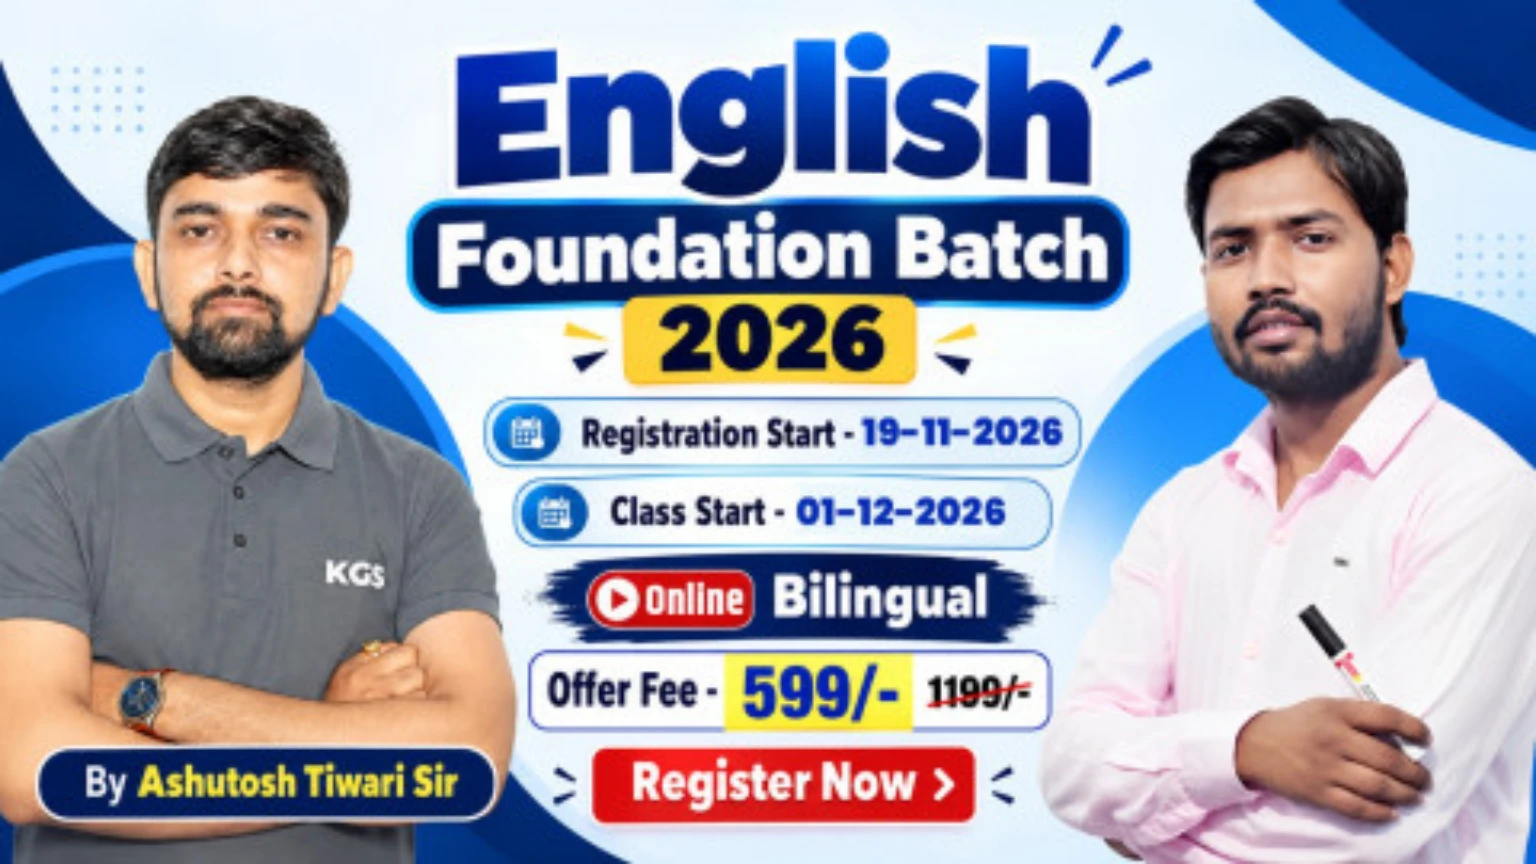 English
Foundation Batch
2026
Registration Start - 19-11-2026
Class Start - 01-12-2026
Online Bilingual
Offer Fee - 599/- 1199/-
Register Now >
KGS
By Ashutosh Tiwari Sir